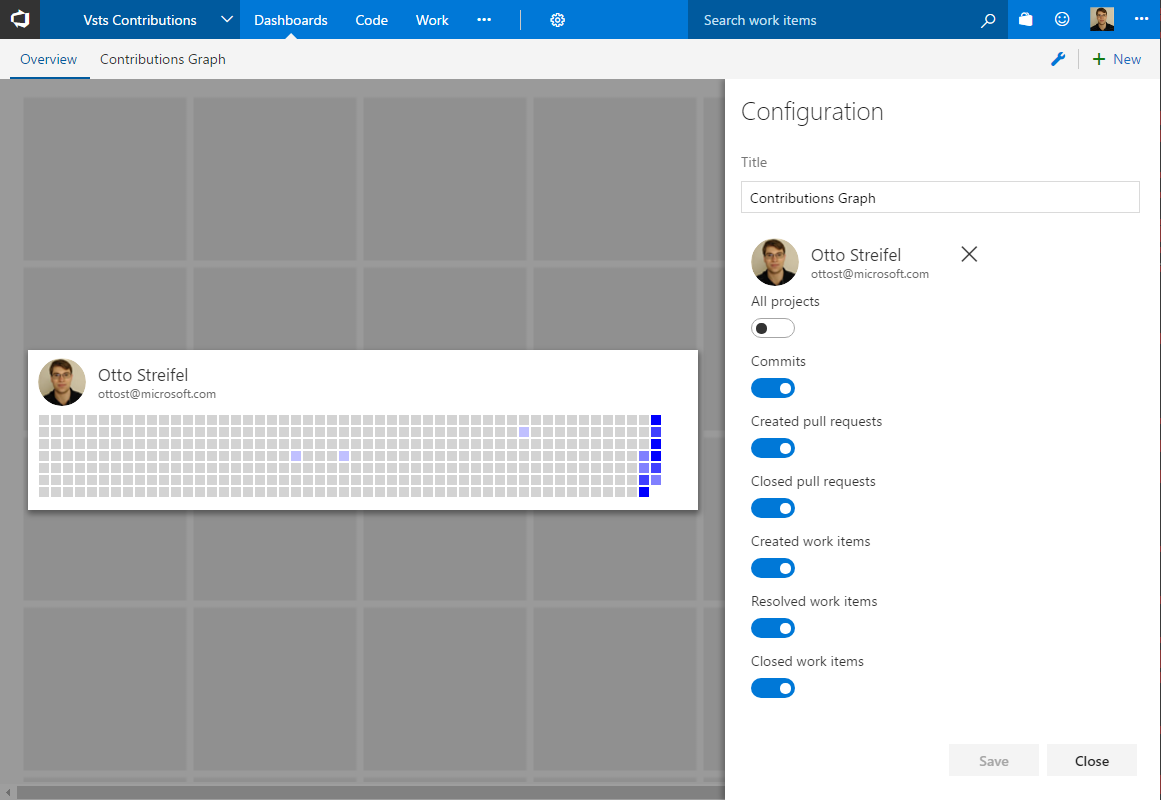 Vsts Contributions Dashboards Code Work Search work items
Overview Contributions Graph New
Configuration
Title
Contributions Graph
Otto Streifel
ottost@microsoft.com
All projects
Commits
Created pull requests
Closed pull requests
Created work items
Resolved work items
Closed work items
Save Close
Otto Streifel
ottost@microsoft.com